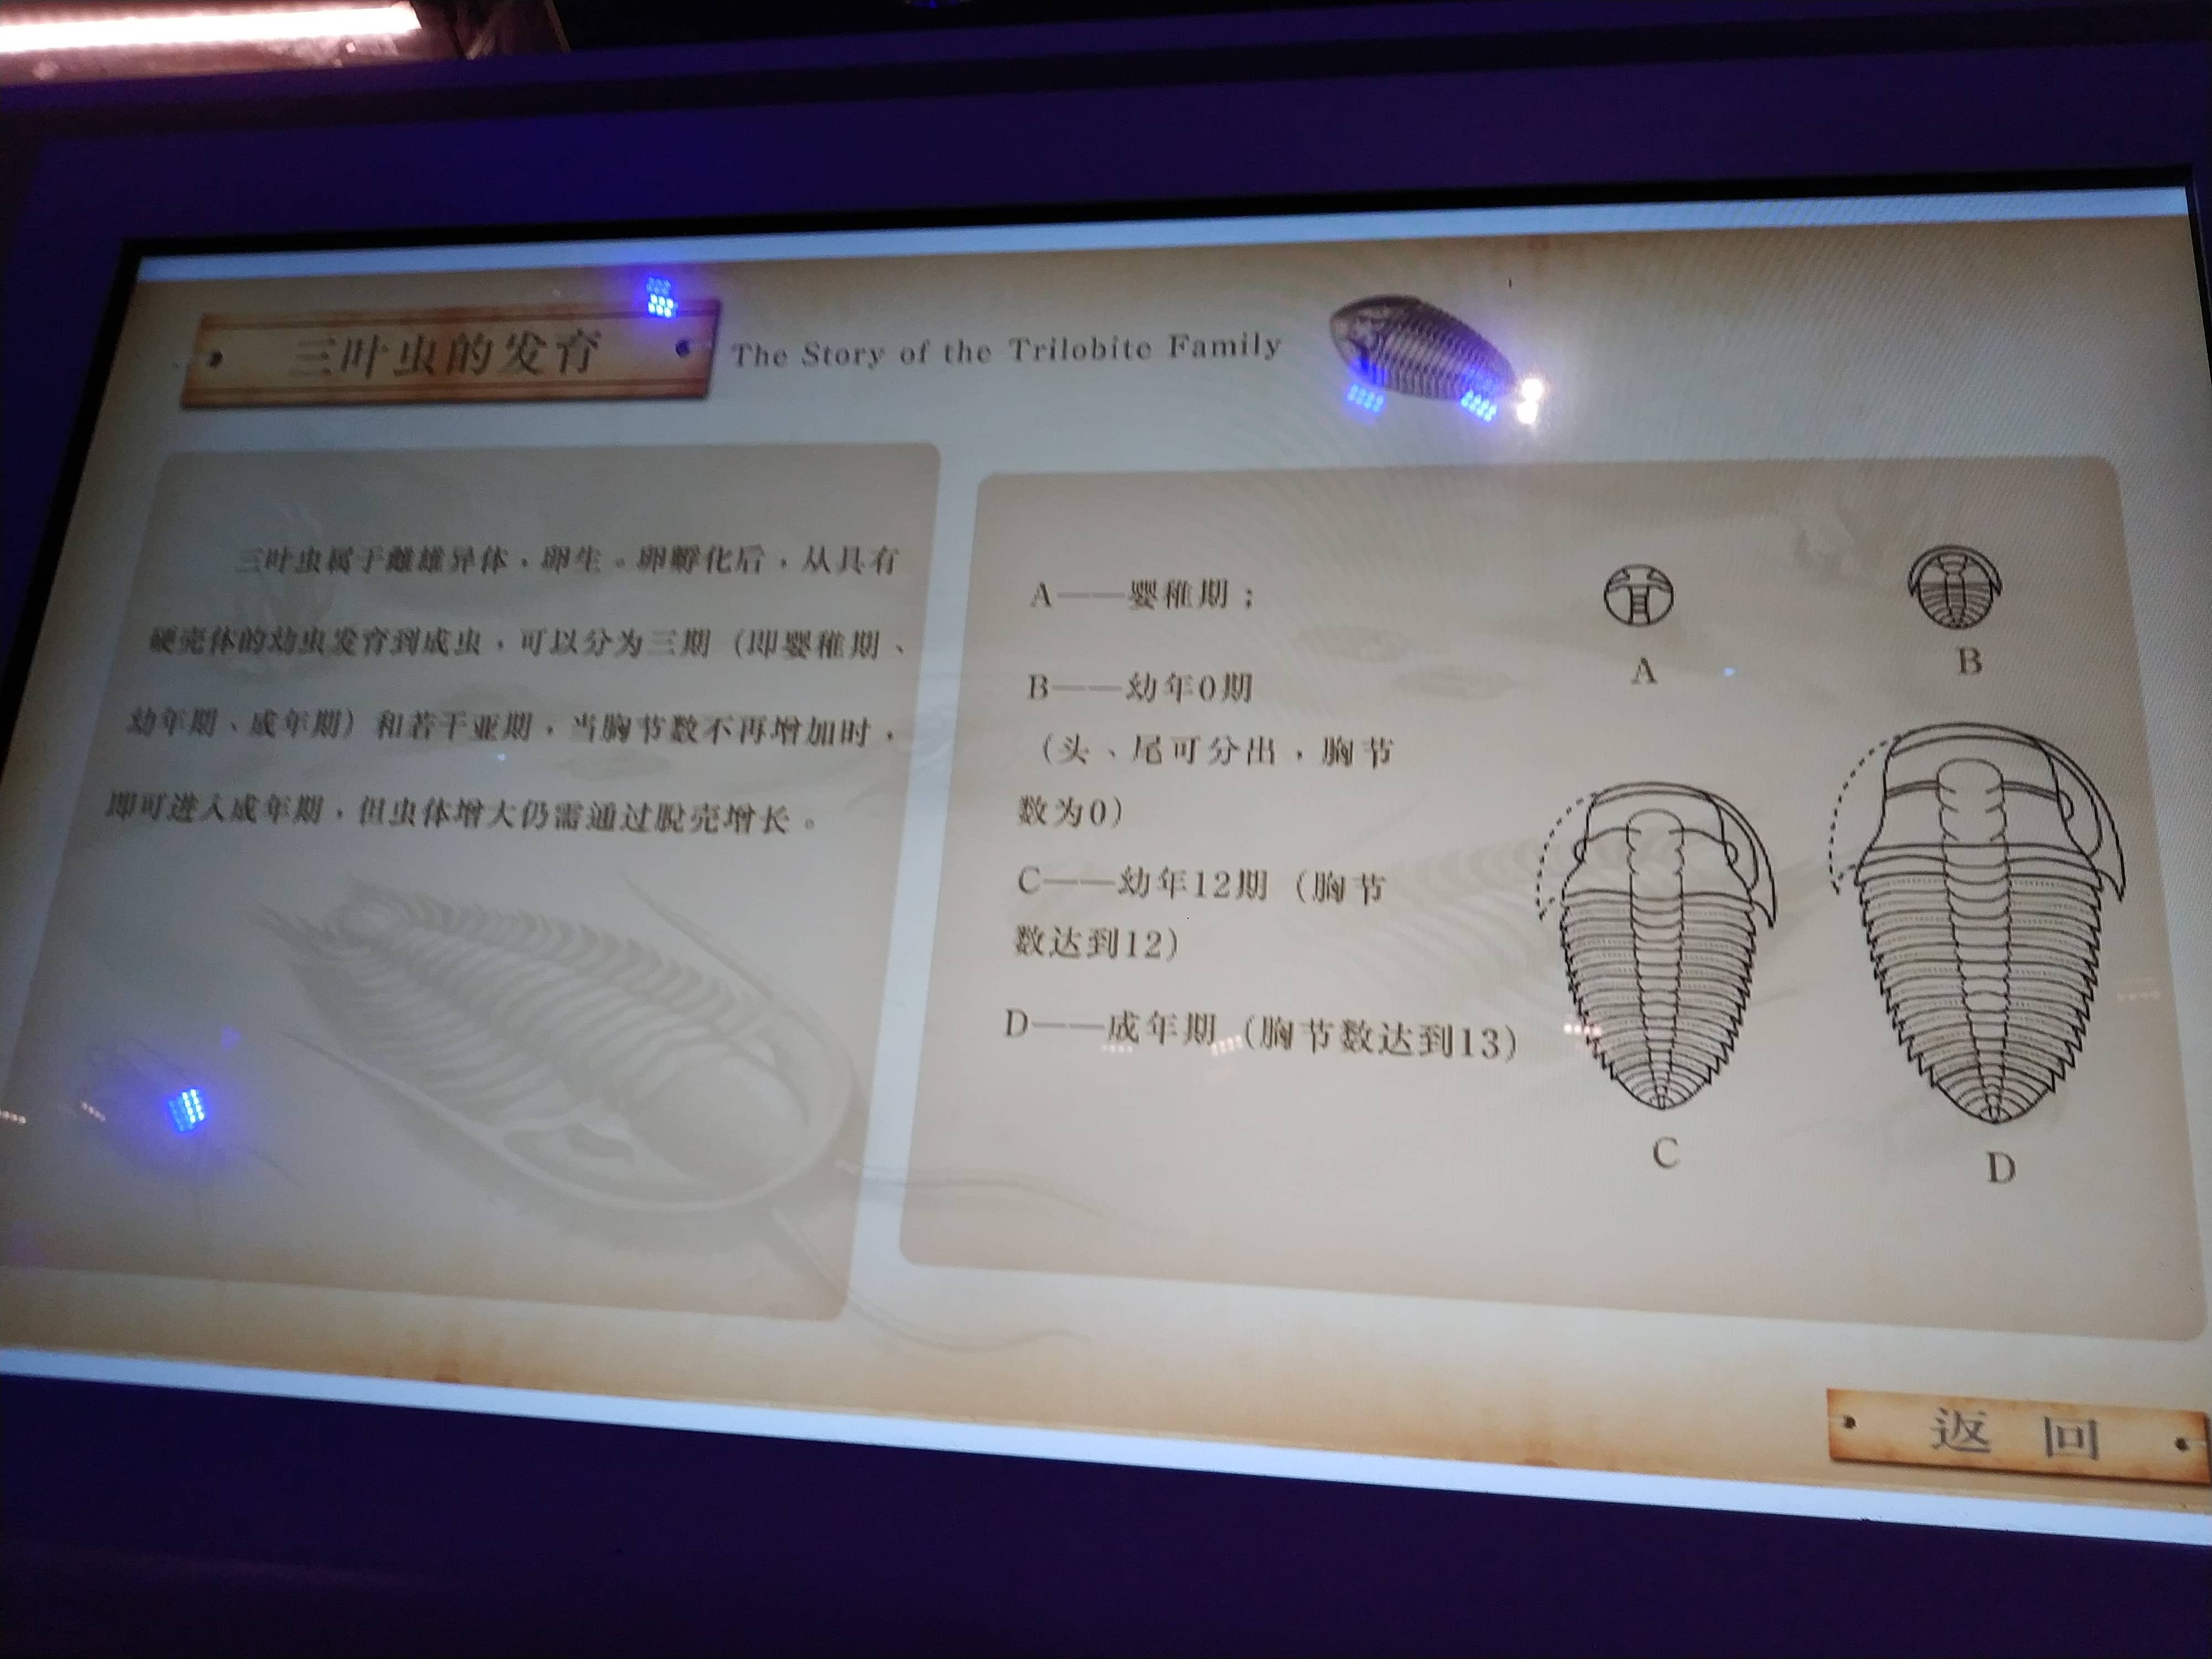 三叶虫的发育
The Story of the Trilobite Family
三叶虫属于雌雄异体，卵生。卵孵化后，从具有
硬壳体的幼虫发育到成虫，可以分为三期（即婴稚期、
幼年期、成年期）和若干亚期，当胸节数不再增加时，
即可进入成年期，但虫体增大仍需通过脱壳增长。
A——婴稚期；
B——幼年0期
（头、尾可分出，胸节
数为0）
C——幼年12期（胸节
数达到12）
D——成年期（胸节数达到13）
A
B
C
D
返回